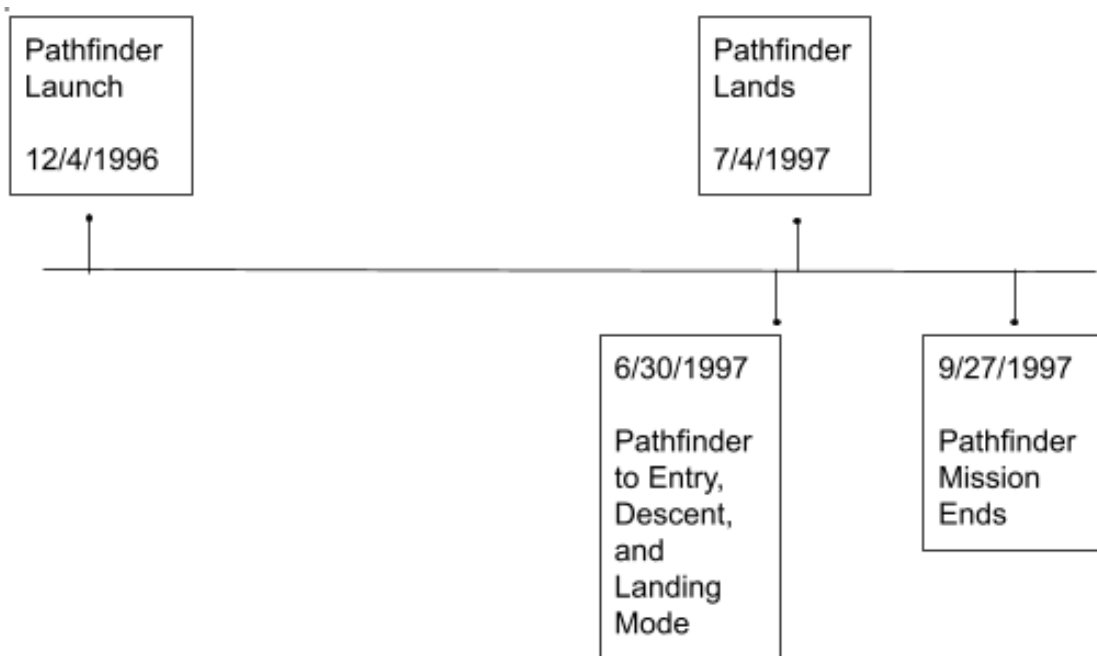 Pathfinder
Launch
12/4/1996
Pathfinder
Lands
7/4/1997
6/30/1997
Pathfinder
to Entry,
Descent,
and
Landing
Mode
9/27/1997
Pathfinder
Mission
Ends